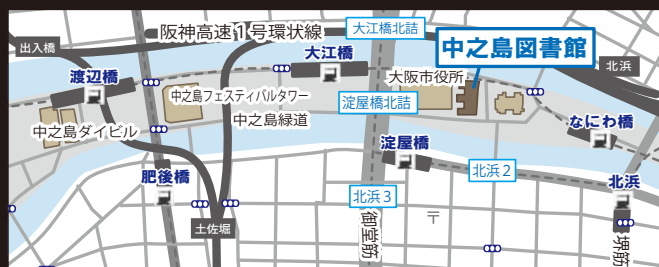 阪神高速1号環状線
大江橋北詰
出入橋
大江橋
中之島図書館
北浜
渡辺橋
大阪市役所
中之島フェスティバルタワー
淀屋橋北詰
中之島緑道
なにわ橋
中之島ダイビル
淀屋橋
肥後橋
北浜2
北浜
北浜3
土佐堀
〒
御堂筋
堺筋